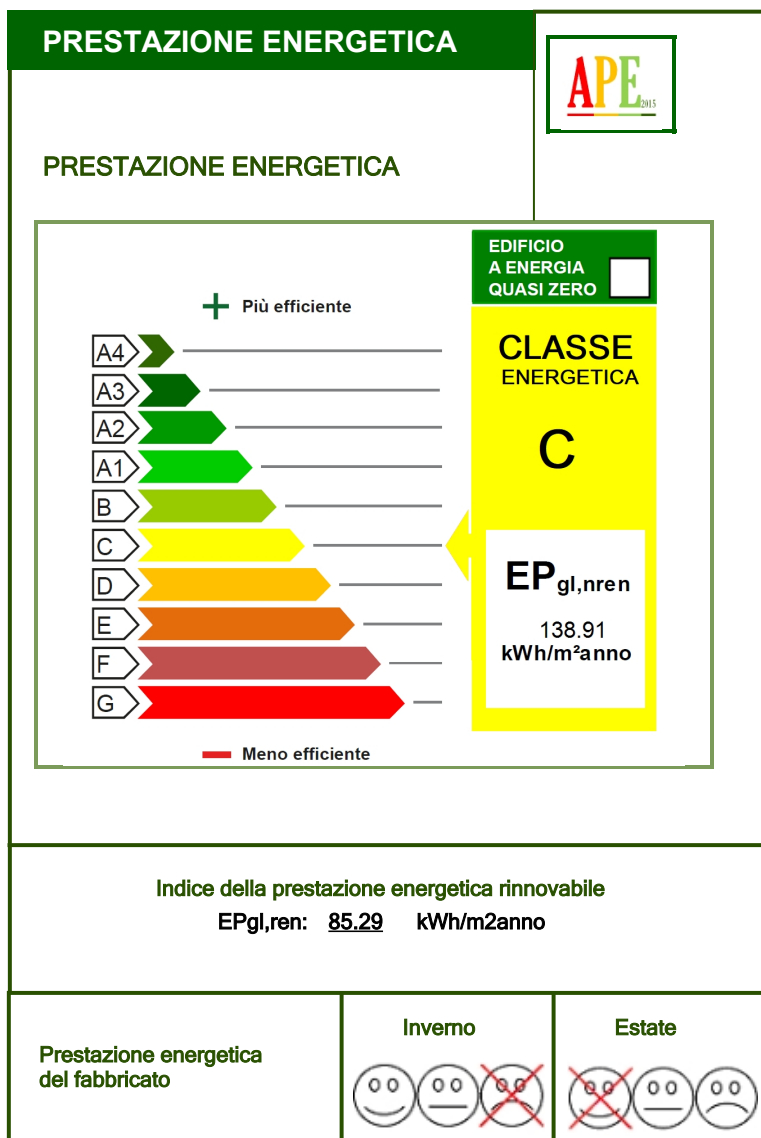 PRESTAZIONE ENERGETICA
APE 2015
PRESTAZIONE ENERGETICA
EDIFICIO
A ENERGIA
QUASI ZERO
Più efficiente
A4
A3
A2
A1
B
C
D
E
F
G
Meno efficiente
CLASSE
ENERGETICA
C
EPgl,nren
138.91
kWh/m²anno
Indice della prestazione energetica rinnovabile
EPgl,ren: 85.29 kWh/m2anno
Prestazione energetica
del fabbricato
Inverno
Estate